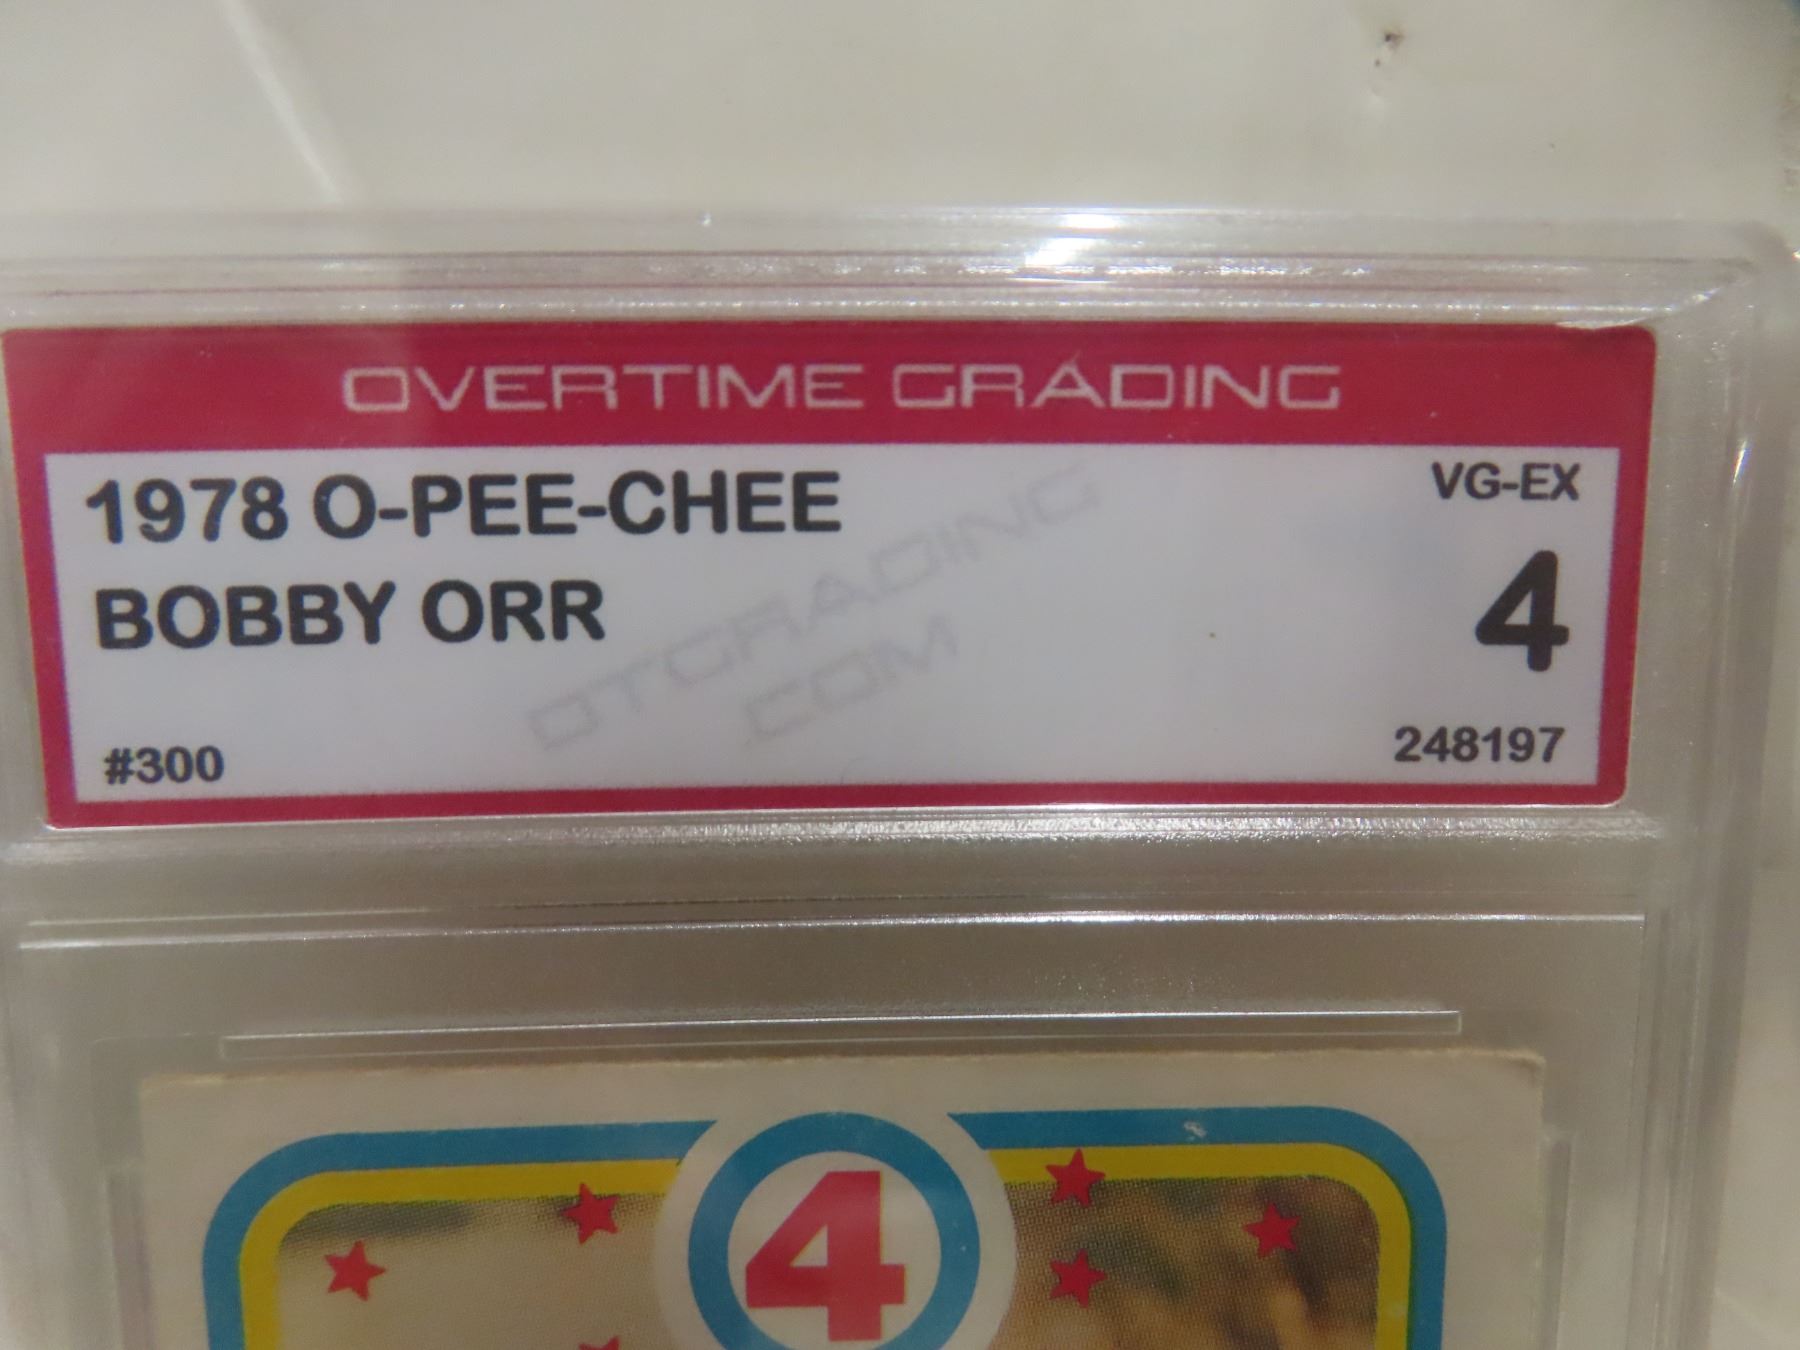 OVERTIME GRADING
1978 O-PEE-CHEE
VG-EX
BOBBY ORR
4
OTGRADING
.COM
#300
248197
4